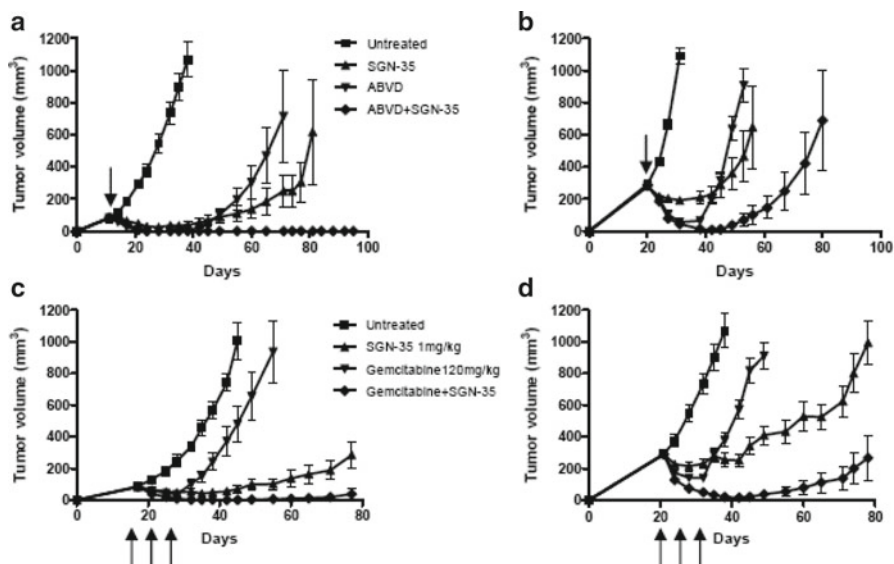 a
Tumor volume (mm³)
1200
1000
800
600
400
200
0
0 20 40 60 80 100
Days
Untreated
SGN-35
ABVD
ABVD+SGN-35
b
Tumor volume (mm³)
1200
1000
800
600
400
200
0
0 20 40 60 80 100
Days
c
Tumor volume (mm³)
1200
1000
800
600
400
200
0
0 20 40 60 80
Days
Untreated
SGN-35 1mg/kg
Gemcitabine120mg/kg
Gemcitabine+SGN-35
d
Tumor volume (mm³)
1200
1000
800
600
400
200
0
0 20 40 60 80
Days